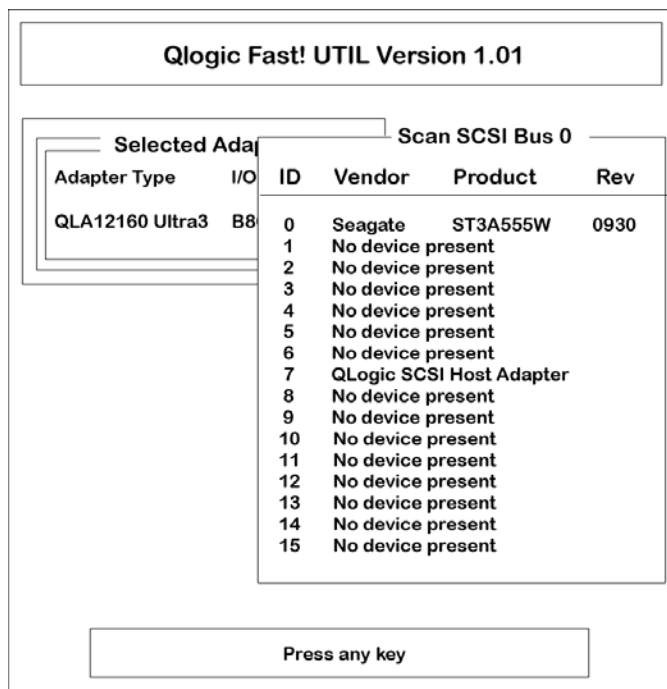 Qlogic Fast! UTIL Version 1.01
Selected Adap
Adapter Type I/O
QLA12160 Ultra3 B8
Scan SCSI Bus 0
ID Vendor Product Rev
0 Seagate ST3A555W 0930
1 No device present
2 No device present
3 No device present
4 No device present
5 No device present
6 No device present
7 QLogic SCSI Host Adapter
8 No device present
9 No device present
10 No device present
11 No device present
12 No device present
13 No device present
14 No device present
15 No device present
Press any key